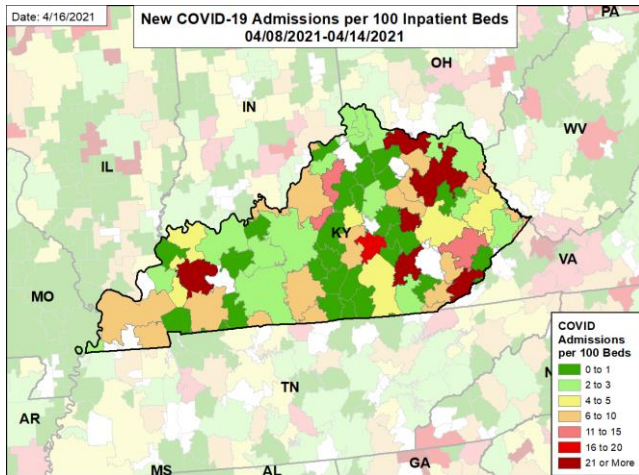 Date: 4/16/2021
New COVID-19 Admissions per 100 Inpatient Beds
04/08/2021-04/14/2021
PA
OH
IN
WV
IL
KY
VA
MO
TN
AR
MS
AL
GA
N
COVID
Admissions
per 100 Beds
0 to 1
2 to 3
4 to 5
6 to 10
11 to 15
16 to 20
21 or More